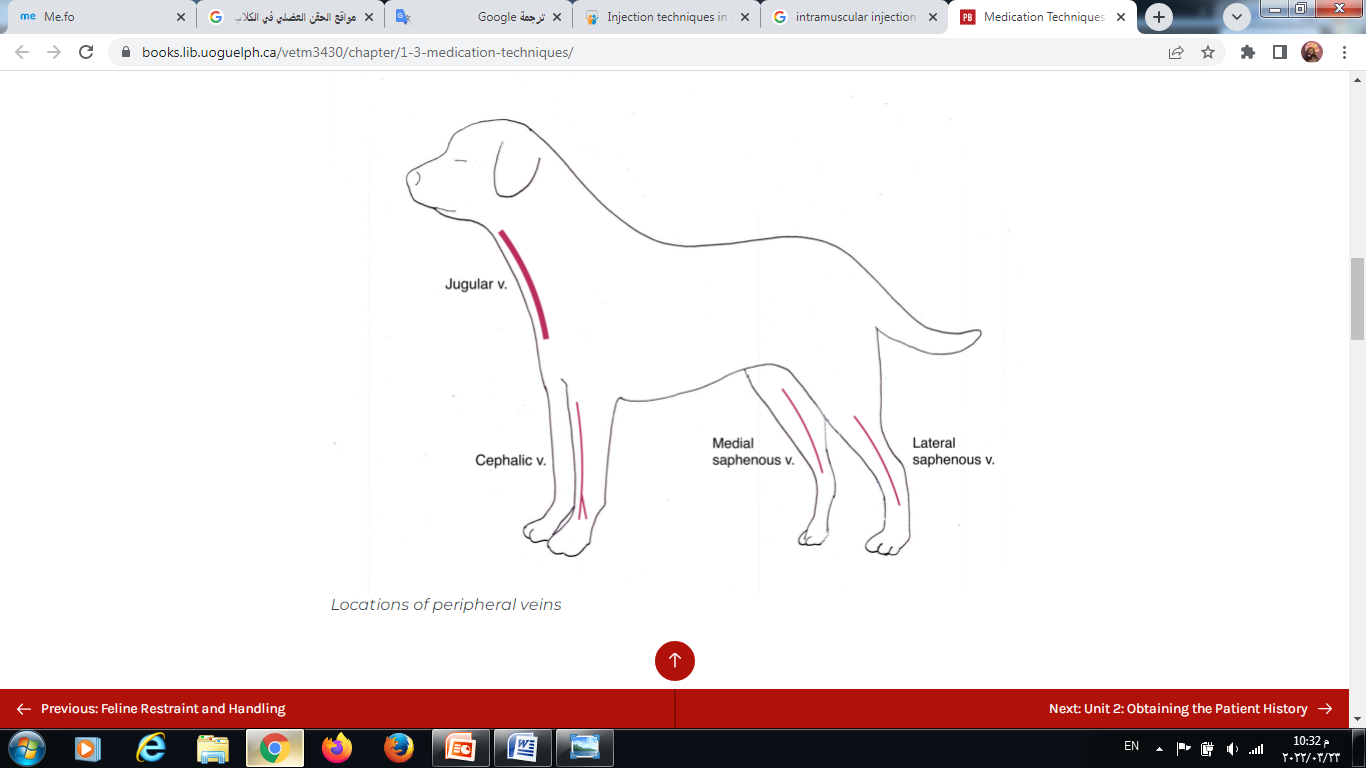 Me.fo
مواقع الحقن العضلي في الكلاب
ترجمة Google
Injection techniques in
intramuscular injection
Medication Techniques
books.lib.uoguelph.ca/vetm3430/chapter/1-3-medication-techniques/
Jugular v.
Cephalic v.
Medial
saphenous v.
Lateral
saphenous v.
Locations of peripheral veins
Previous: Feline Restraint and Handling
Next: Unit 2: Obtaining the Patient History
EN
10:32 م
٢٠٢٢/٠٣/٢٣